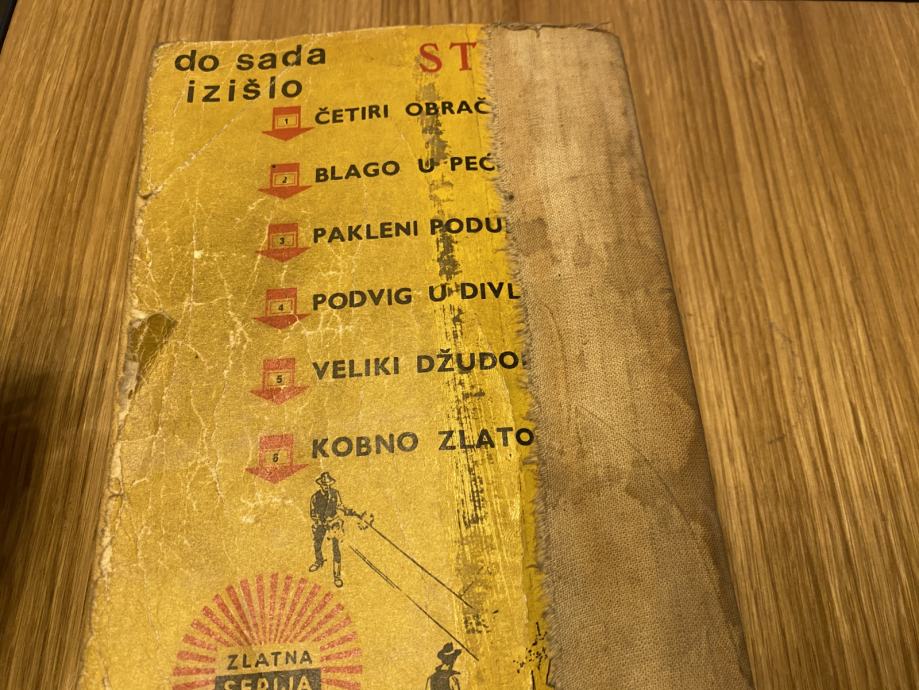 do sada
izišlo
ST
1 ČETIRI OBRAČ
2 BLAGO U PEĆ
3 PAKLENI PODU
4 PODVIG U DIVL
5 VELIKI DŽUDO
6 KOBNO ZLATO
ZLATNA
SERIJA